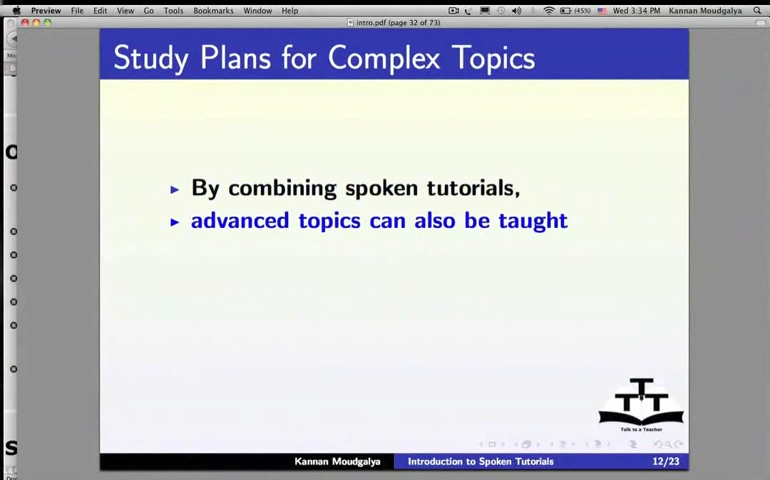 Preview File Edit View Go Tools Bookmarks Window Help (45%) Wed 3:34 PM Kannan Moudgalya
intro.pdf (page 32 of 73)
Study Plans for Complex Topics
By combining spoken tutorials,
advanced topics can also be taught
TTT
Talk to a Teacher
Kannan Moudgalya Introduction to Spoken Tutorials 12/23